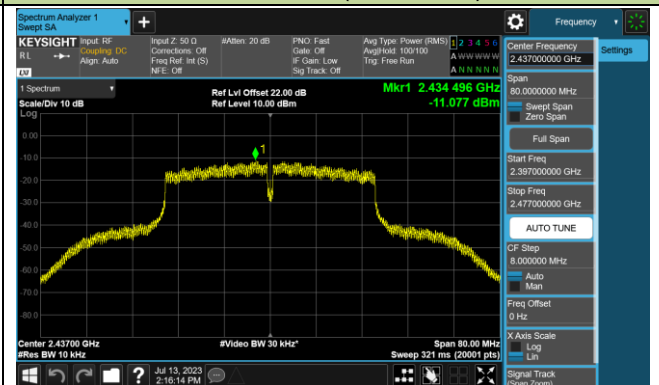 Spectrum Analyzer 1
Swept SA
Frequency
KEYSIGHT
Input: RF
Coupling: DC
Align: Auto
Input Z: 50 Ω
Corrections: Off
Freq Ref: Int (S)
NFE: Off
#Atten: 20 dB
PNO: Fast
Gate: Off
IF Gain: Low
Sig Track: Off
Avg Type: Power (RMS)
Avg|Hold: 100/100
Trig: Free Run
1 2 3 4 5 6
A W W W W W
A N N N N N
RL
LXI
Center Frequency
2.437000000 GHz
Settings
Span
80.0000000 MHz
Swept Span
Zero Span
Full Span
Start Freq
2.397000000 GHz
Stop Freq
2.477000000 GHz
AUTO TUNE
CF Step
8.000000 MHz
Auto
Man
Freq Offset
0 Hz
X Axis Scale
Log
Lin
Signal Track
(Span Zoom)
1 Spectrum
Scale/Div 10 dB
Log
Ref Lvl Offset 22.00 dB
Ref Level 10.00 dBm
Mkr1 2.434 496 GHz
-11.077 dBm
1
0.00
-10.0
-20.0
-30.0
-40.0
-50.0
-60.0
-70.0
-80.0
Center 2.43700 GHz
#Res BW 10 kHz
#Video BW 30 kHz*
Span 80.00 MHz
Sweep 321 ms (20001 pts)
?
Jul 13, 2023
2:16:14 PM